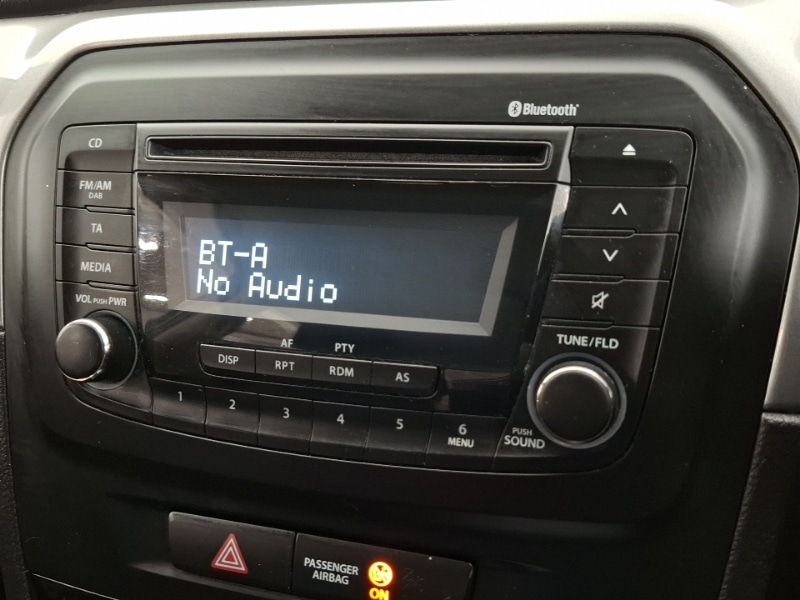 Bluetooth
CD
FM/AM
DAB
TA
MEDIA
VOL PUSH PWR
BT-A
No Audio
TUNE/FLD
AF PTY
DISP RPT RDM AS
1 2 3 4 5 6
MENU
PUSH
SOUND
PASSENGER
AIRBAG
ON